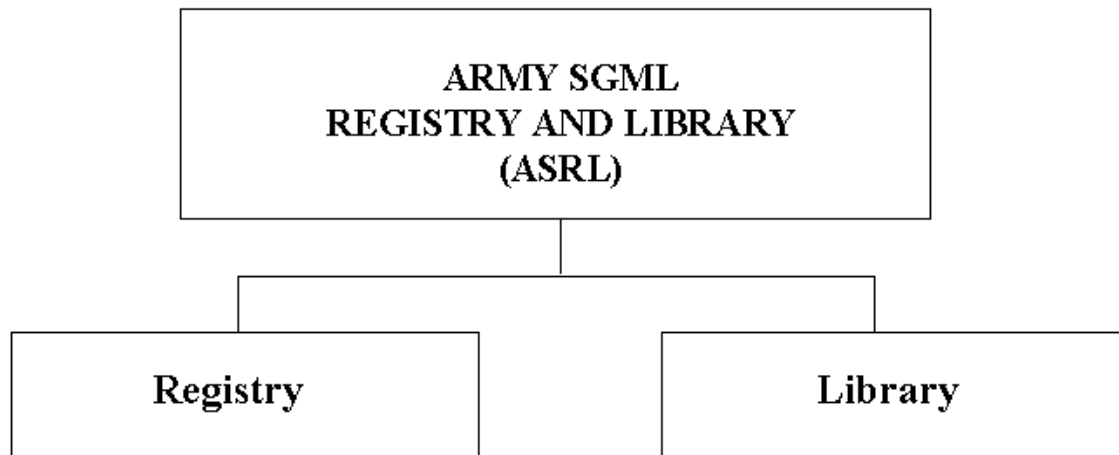 ARMY SGML
REGISTRY AND LIBRARY
(ASRL)
Registry
Library